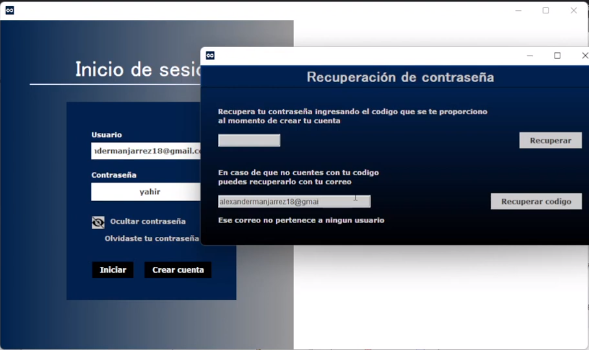 Inicio de sesi
Usuario
dermanjarrez18@gmail.c
Contraseña
yahir
Ocultar contraseña
Olvidaste tu contraseña
Iniciar
Crear cuenta
Recuperación de contraseña
Recupera tu contraseña ingresando el codigo que se te proporciono
al momento de crear tu cuenta
Recuperar
En caso de que no cuentes con tu codigo
puedes recuperarlo con tu correo
alexandermanjarrez18@gmai
Recuperar codigo
Ese correo no pertenece a ningun usuario